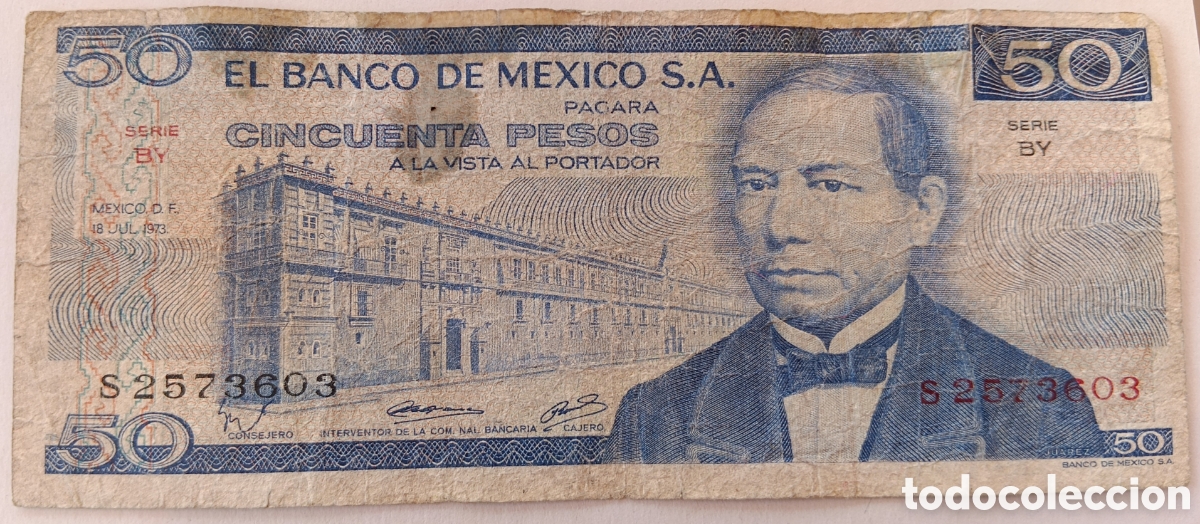 50
50
EL BANCO DE MEXICO S.A.
PAGARA
CINCUENTA PESOS
A LA VISTA AL PORTADOR
SERIE
BY
SERIE
BY
MEXICO D. F.
18 JUL 1973.
S 2573603
S 2573603
50
CONSEJERO INTERVENTOR DE LA COM. NAL. BANCARIA CAJERO
JUAREZ
50
BANCO DE MEXICO S.A.
todocoleccion